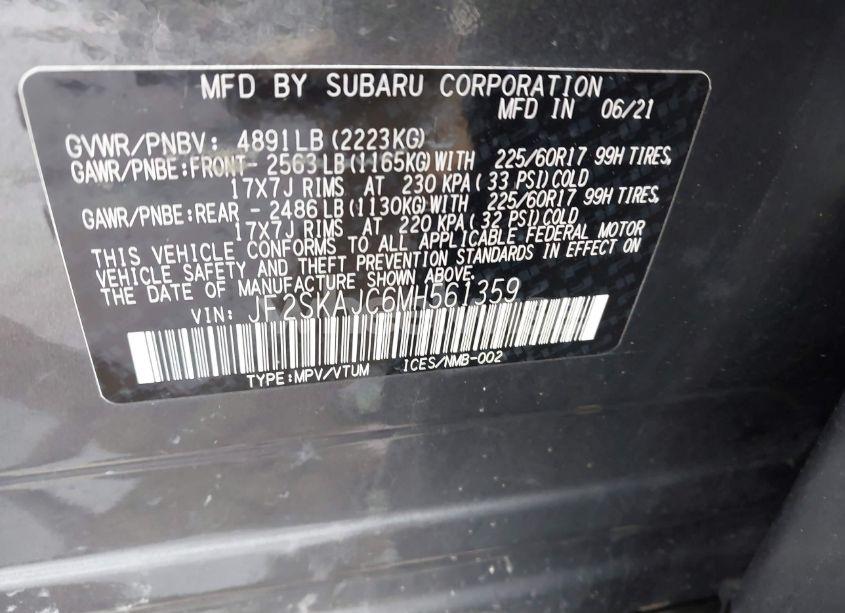 MFD BY SUBARU CORPORATION
MFD IN 06/21
GVWR/PNBV: 4891LB(2223KG)
GAWR/PNBE:FRONT- 2563LB(1165KG)WITH 225/60R17 99H TIRES,
17X7J RIMS AT 230 KPA( 33 PSI)COLD
GAWR/PNBE:REAR - 2486LB(1130KG)WITH 225/60R17 99H TIRES,
17X7J RIMS AT 220 KPA( 32 PSI)COLD
THIS VEHICLE CONFORMS TO ALL APPLICABLE FEDERAL MOTOR
VEHICLE SAFETY AND THEFT PREVENTION STANDARDS IN EFFECT ON
THE DATE OF MANUFACTURE SHOWN ABOVE.
VIN: JF2SKAJC6MH561359
TYPE:MPV/VTUM ICES/NMB-002